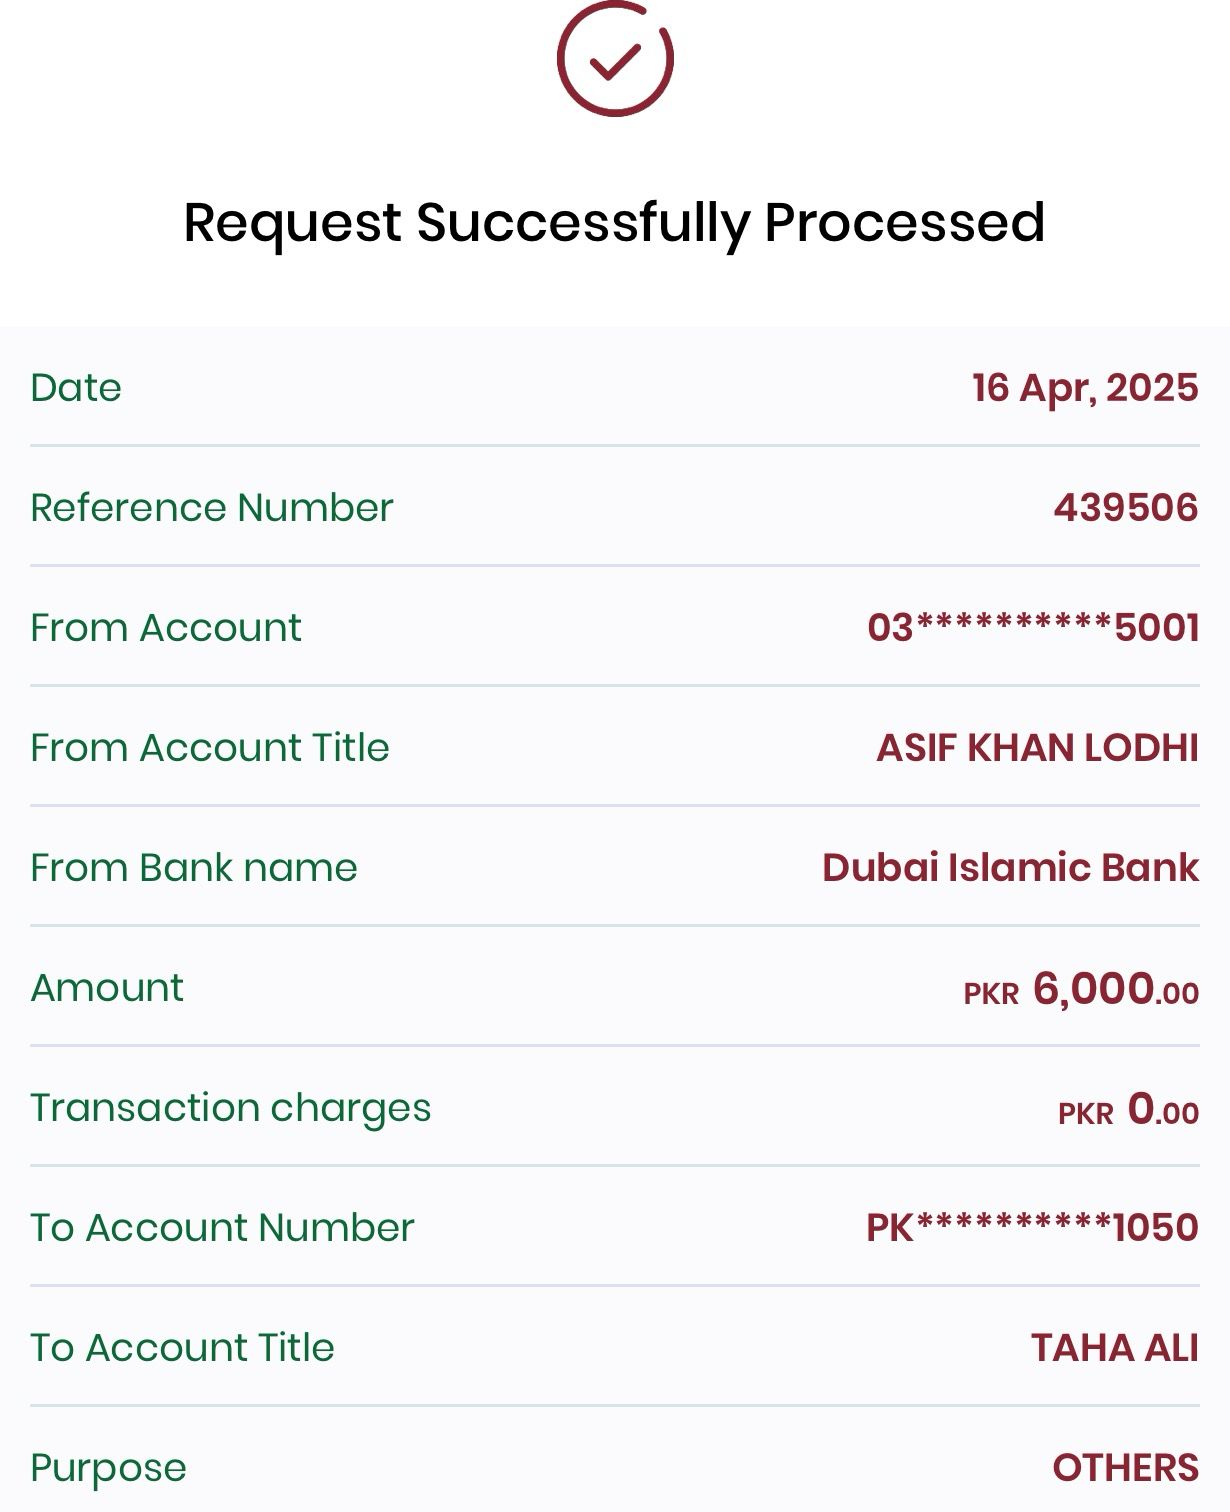 Request Successfully Processed
Date 16 Apr, 2025
Reference Number 439506
From Account 03**********5001
From Account Title ASIF KHAN LODHI
From Bank name Dubai Islamic Bank
Amount PKR 6,000.00
Transaction charges PKR 0.00
To Account Number PK**********1050
To Account Title TAHA ALI
Purpose OTHERS